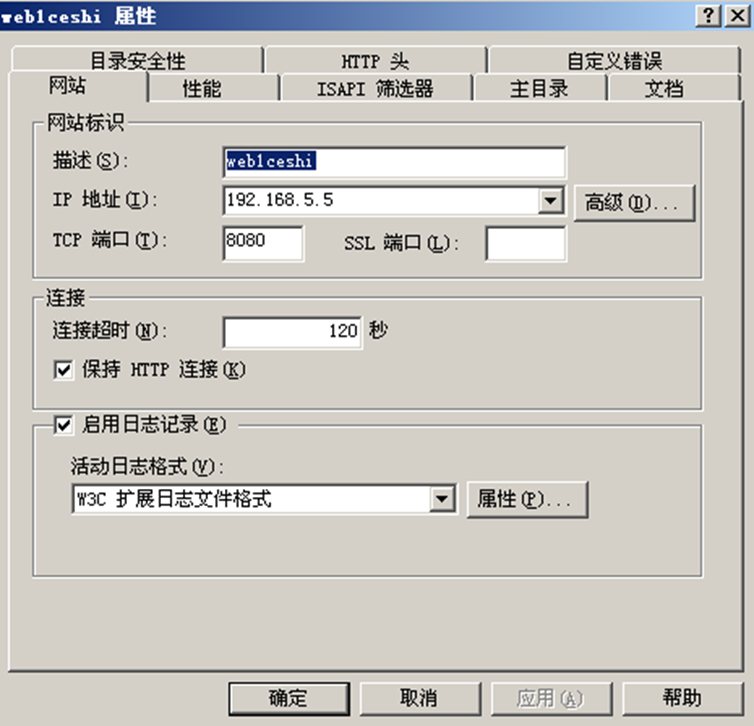 web1ceshi 属性
目录安全性 HTTP 头 自定义错误
网站 性能 ISAPI 筛选器 主目录 文档
网站标识
描述(S): web1ceshi
IP 地址(I): 192.168.5.5 高级(D)...
TCP 端口(T): 8080 SSL 端口(L):
连接
连接超时(N): 120 秒
保持 HTTP 连接(K)
启用日志记录(E)
活动日志格式(V):
W3C 扩展日志文件格式 属性(P)...
确定 取消 应用(A) 帮助